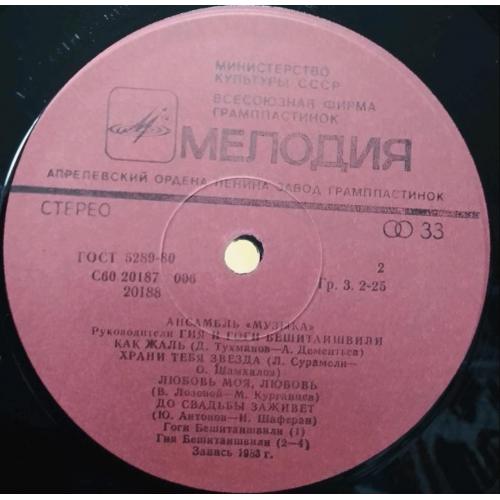 МИНИСТЕРСТВО
КУЛЬТУРЫ СССР
ВСЕСОЮЗНАЯ ФИРМА
ГРАМПЛАСТИНОК
МЕЛОДИЯ
АПРЕЛЕВСКИЙ ОРДЕНА ЛЕНИНА ЗАВОД ГРАМПЛАСТИНОК
СТЕРЕО
33
ГОСТ 5289-80
2
С60 20187 006
Гр. 3. 2-25
20188
АНСАМБЛЬ «МУЗЫКА»
Руководители ГИЯ И ГОГИ БЕШИТАИШВИЛИ
КАК ЖАЛЬ (Д. Тухманов—А. Дементьев)
ХРАНИ ТЕБЯ ЗВЕЗДА (Л. Сурамели—
О. Шамхалов)
ЛЮБОВЬ МОЯ, ЛЮБОВЬ
(В. Лозовой—М. Курганцев)
ДО СВАДЬБЫ ЗАЖИВЕТ
(Ю. Антонов—И. Шаферан)
Гоги Бешитаишвили (1)
Гия Бешитаишвили (2—4)
Запись 1983 г.